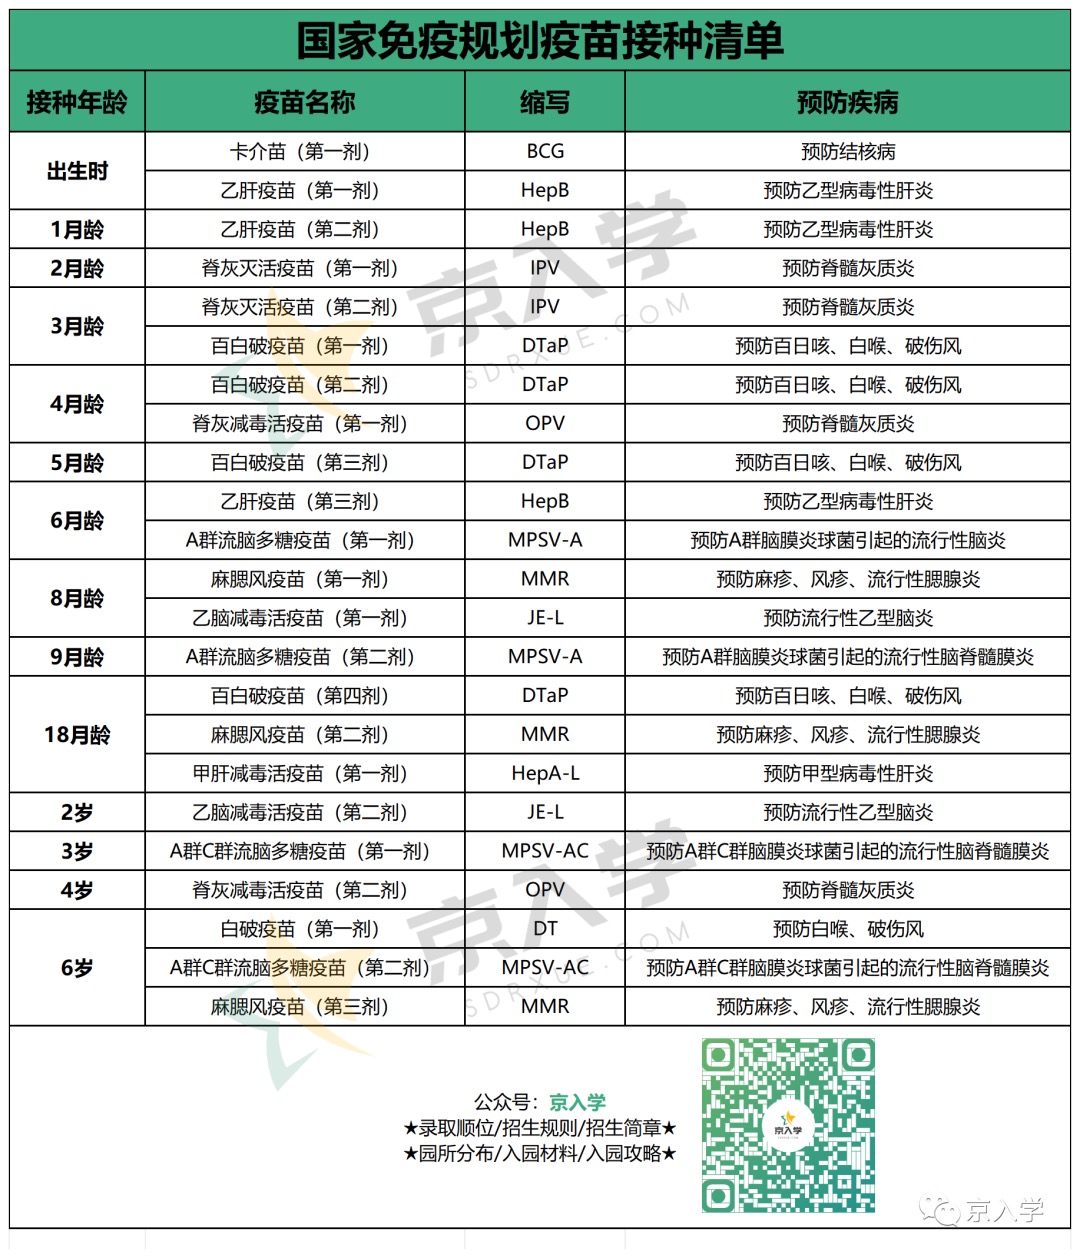 国家免疫规划疫苗接种清单
接种年龄 疫苗名称 缩写 预防疾病
出生时 卡介苗（第一剂） BCG 预防结核病
乙肝疫苗（第一剂） HepB 预防乙型病毒性肝炎
1月龄 乙肝疫苗（第二剂） HepB 预防乙型病毒性肝炎
2月龄 脊灰灭活疫苗（第一剂） IPV 预防脊髓灰质炎
3月龄 脊灰灭活疫苗（第二剂） IPV 预防脊髓灰质炎
百白破疫苗（第一剂） DTaP 预防百日咳、白喉、破伤风
4月龄 百白破疫苗（第二剂） DTaP 预防百日咳、白喉、破伤风
脊灰减毒活疫苗（第一剂） OPV 预防脊髓灰质炎
5月龄 百白破疫苗（第三剂） DTaP 预防百日咳、白喉、破伤风
6月龄 乙肝疫苗（第三剂） HepB 预防乙型病毒性肝炎
A群流脑多糖疫苗（第一剂） MPSV-A 预防A群脑膜炎球菌引起的流行性脑炎
8月龄 麻腮风疫苗（第一剂） MMR 预防麻疹、风疹、流行性腮腺炎
乙脑减毒活疫苗（第一剂） JE-L 预防流行性乙型脑炎
9月龄 A群流脑多糖疫苗（第二剂） MPSV-A 预防A群脑膜炎球菌引起的流行性脑脊髓膜炎
18月龄 百白破疫苗（第四剂） DTaP 预防百日咳、白喉、破伤风
麻腮风疫苗（第二剂） MMR 预防麻疹、风疹、流行性腮腺炎
甲肝减毒活疫苗（第一剂） HepA-L 预防甲型病毒性肝炎
2岁 乙脑减毒活疫苗（第二剂） JE-L 预防流行性乙型脑炎
3岁 A群C群流脑多糖疫苗（第一剂） MPSV-AC 预防A群C群脑膜炎球菌引起的流行性脑脊髓膜炎
4岁 脊灰减毒活疫苗（第二剂） OPV 预防脊髓灰质炎
6岁 白破疫苗（第一剂） DT 预防白喉、破伤风
A群C群流脑多糖疫苗（第二剂） MPSV-AC 预防A群C群脑膜炎球菌引起的流行性脑脊髓膜炎
麻腮风疫苗（第三剂） MMR 预防麻疹、风疹、流行性腮腺炎
京入学
SDRXUE.COM
京入学
SDRXUE.COM
公众号：京入学
★录取顺位/招生规则/招生简章★
★园所分布/入园材料/入园攻略★
京入学
京入学